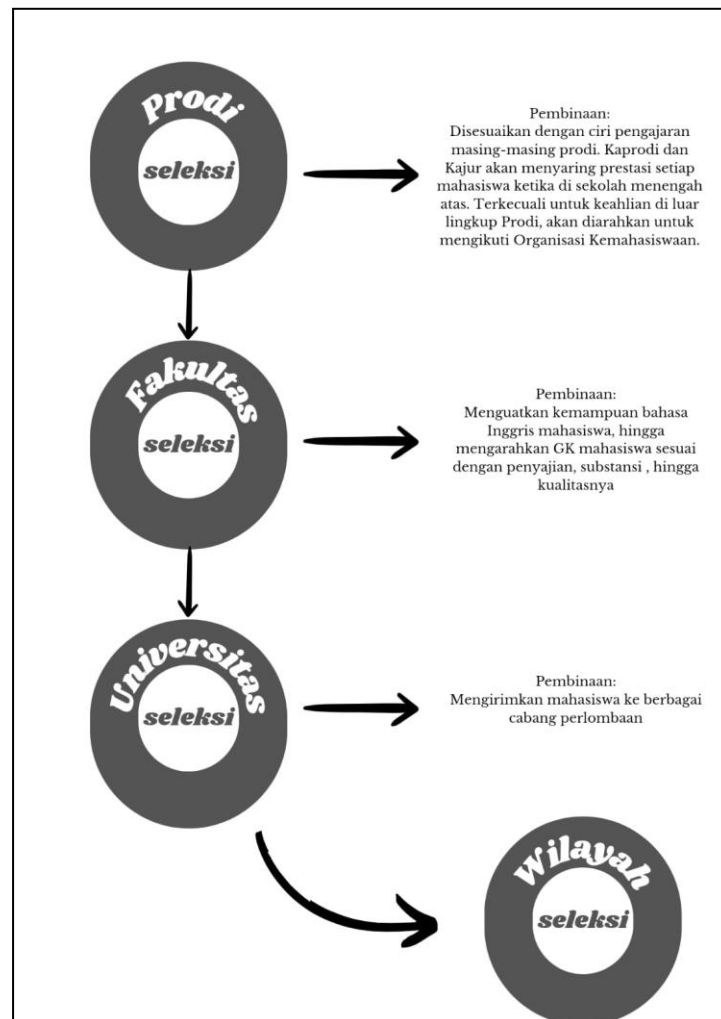 Prodi
seleksi
Pembinaan:
Disesuaikan dengan ciri pengajaran
masing-masing prodi. Kaprodi dan
Kajur akan menyaring prestasi setiap
mahasiswa ketika di sekolah menengah
atas. Terkecuali untuk keahlian di luar
lingkup Prodi, akan diarahkan untuk
mengikuti Organisasi Kemahasiswaan.
Fakultas
seleksi
Pembinaan:
Menguatkan kemampuan bahasa
Inggris mahasiswa, hingga
mengarahkan GK mahasiswa sesuai
dengan penyajian, substansi , hingga
kualitasnya
Universitas
seleksi
Pembinaan:
Mengirimkan mahasiswa ke berbagai
cabang perlombaan
Wilayah
seleksi